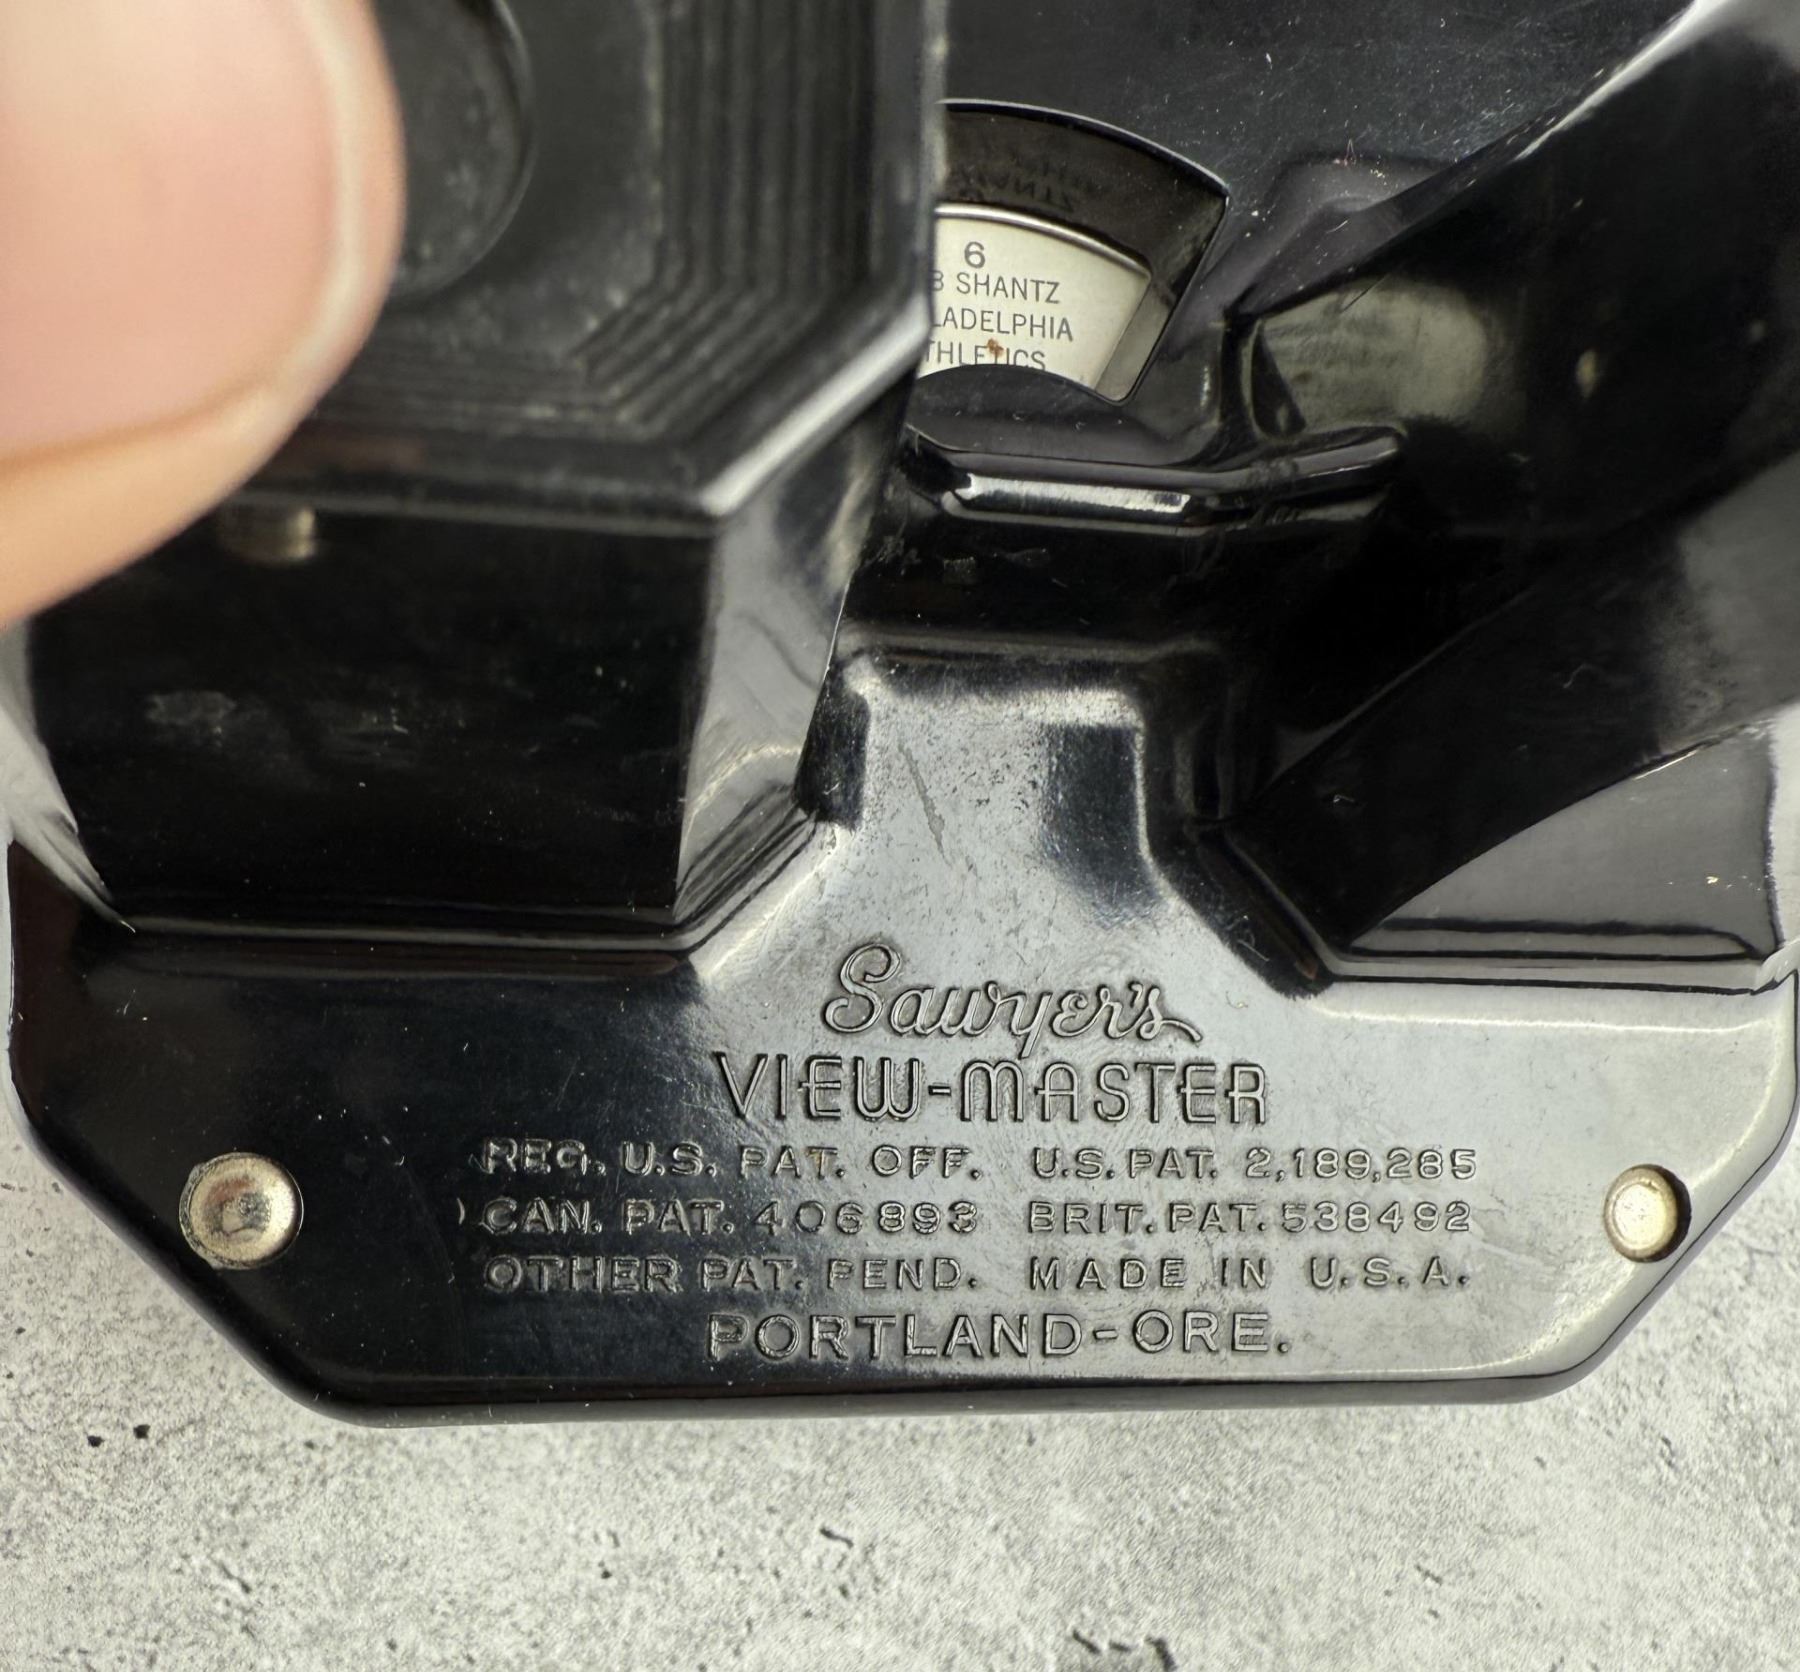 6
B SHANTZ
LADELPHIA
THLETICS
Sawyer's
VIEW-MASTER
REG. U.S. PAT. OFF. U.S. PAT. 2,189,285
CAN. PAT. 406893 BRIT. PAT. 538492
OTHER PAT. PEND. MADE IN U.S.A.
PORTLAND-ORE.